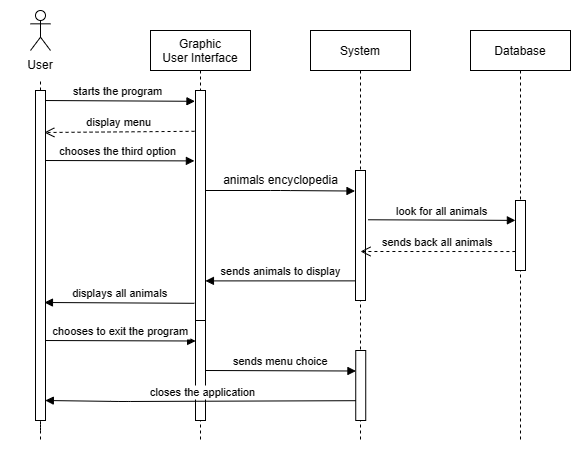 User
Graphic
User Interface
System
Database
starts the program
display menu
chooses the third option
animals encyclopedia
look for all animals
sends back all animals
sends animals to display
displays all animals
chooses to exit the program
sends menu choice
closes the application